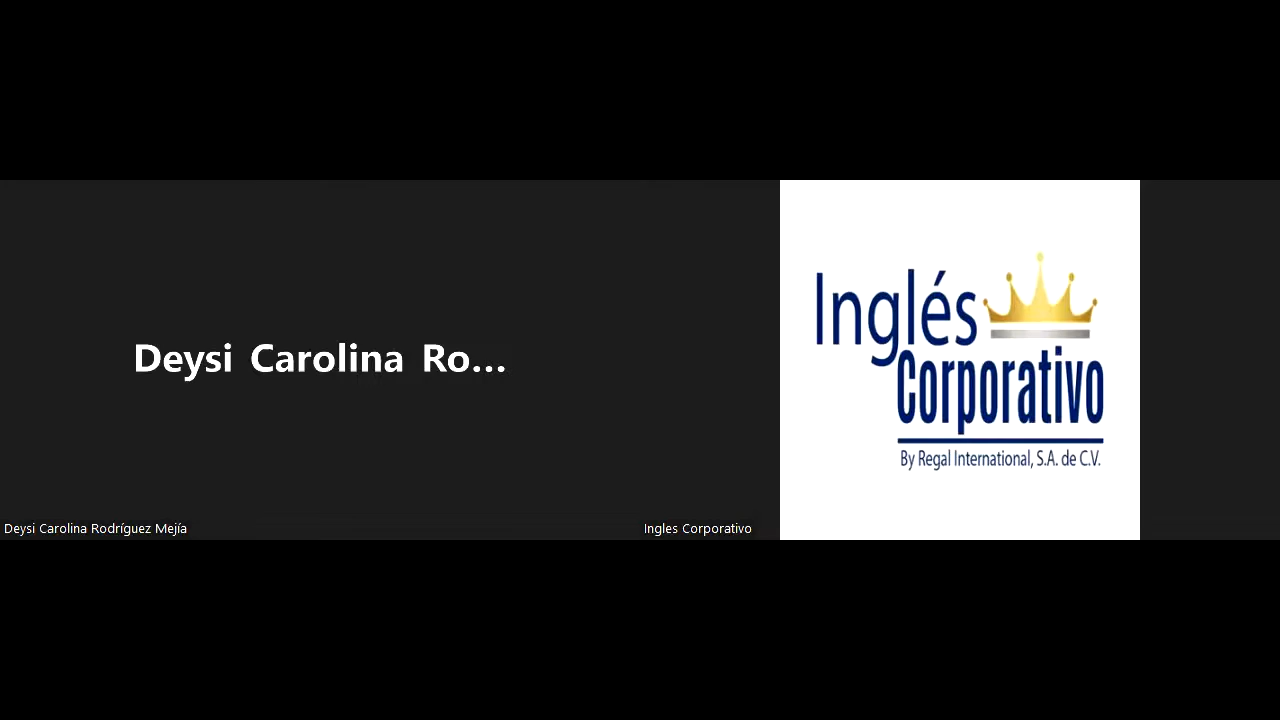 Deysi Carolina Ro...
Deysi Carolina Rodríguez Mejía
Inglés
Corporativo
By Regal International, S.A. de C.V.
Ingles Corporativo